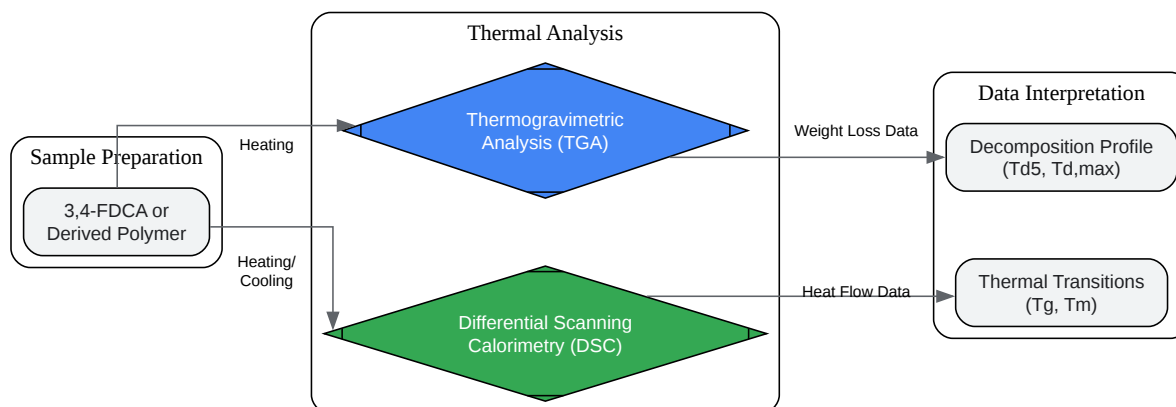 Thermal Analysis
Thermogravimetric
Analysis (TGA)
Data Interpretation
Weight Loss Data
Heating
Decomposition Profile
(Td5, Td,max)
Sample Preparation
3,4-FDCA or
Derived Polymer
Heating/
Cooling
Thermal Transitions
(Tg, Tm)
Heat Flow Data
Differential Scanning
Calorimetry (DSC)